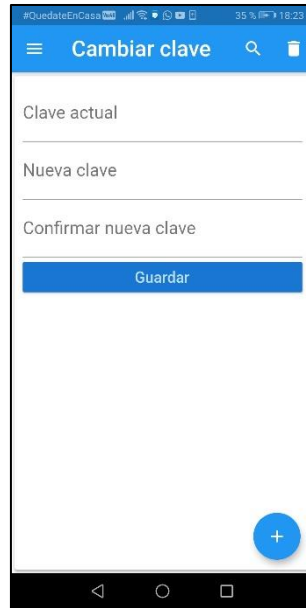 #QuedateEnCasa 35 % 18:23
Cambiar clave
Clave actual
Nueva clave
Confirmar nueva clave
Guardar
+